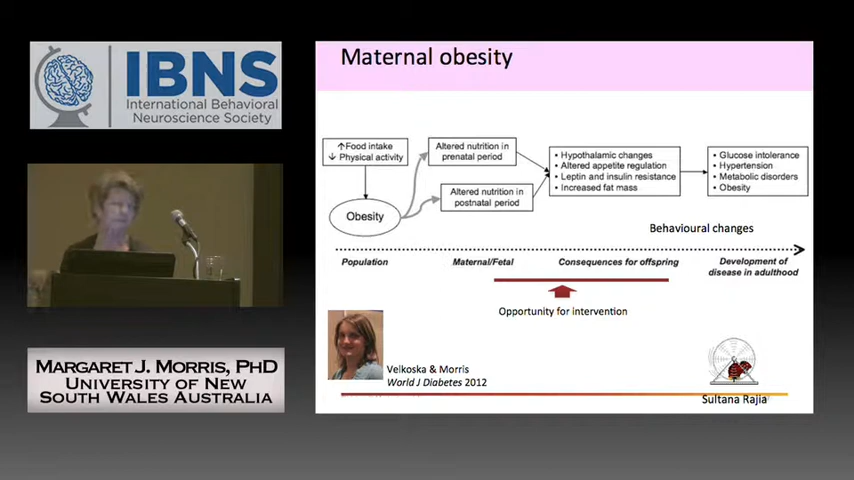 IBNS
International Behavioral
Neuroscience Society
MARGARET J. MORRIS, PHD
UNIVERSITY OF NEW
SOUTH WALES AUSTRALIA
Maternal obesity
↑Food intake
↓ Physical activity
Obesity
Altered nutrition in
prenatal period
Altered nutrition in
postnatal period
• Hypothalamic changes
• Altered appetite regulation
• Leptin and insulin resistance
• Increased fat mass
• Glucose intolerance
• Hypertension
• Metabolic disorders
• Obesity
Behavioural changes
Population
Maternal/Fetal
Consequences for offspring
Development of
disease in adulthood
Opportunity for intervention
Velkoska & Morris
World J Diabetes 2012
Sultana Rajia